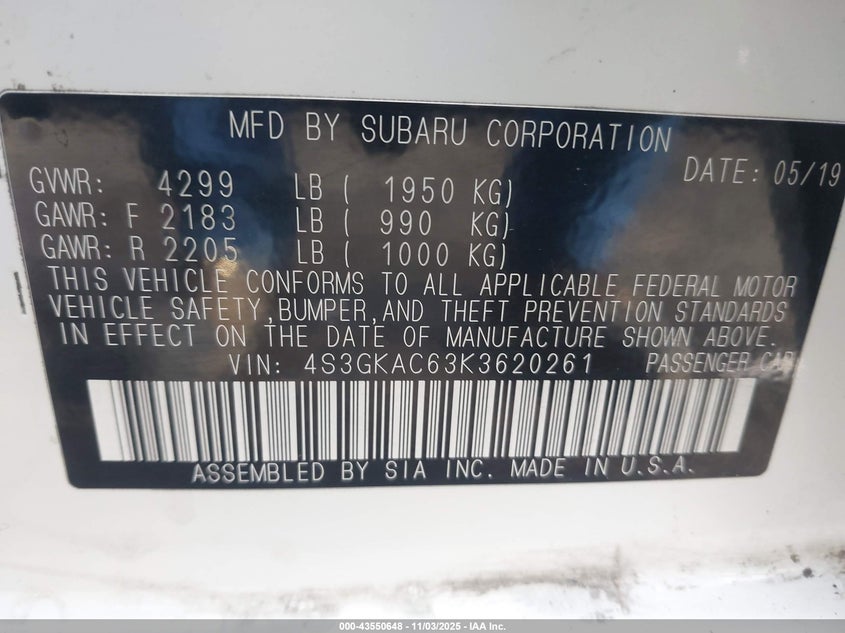 MFD BY SUBARU CORPORATION
DATE: 05/19
GVWR: 4299 LB ( 1950 KG)
GAWR: F 2183 LB ( 990 KG)
GAWR: R 2205 LB ( 1000 KG)
THIS VEHICLE CONFORMS TO ALL APPLICABLE FEDERAL MOTOR
VEHICLE SAFETY,BUMPER,AND THEFT PREVENTION STANDARDS
IN EFFECT ON THE DATE OF MANUFACTURE SHOWN ABOVE.
VIN: 4S3GKAC63K3620261 PASSENGER CAR
ASSEMBLED BY SIA INC. MADE IN U.S.A.
000-43550648 - 11/03/2025 - IAA Inc.